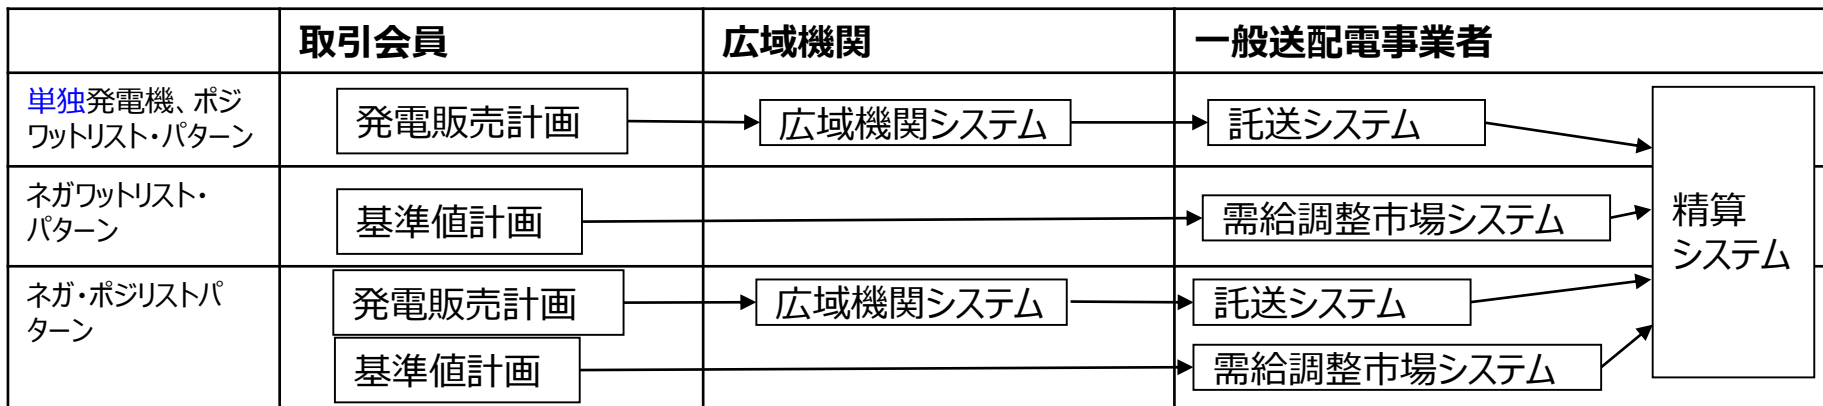 取引会員
広域機関
一般送配電事業者
単独発電機、ポジ
ワットリスト・パターン
発電販売計画
広域機関システム
託送システム
ネガワットリスト・
パターン
基準値計画
需給調整市場システム
精算
システム
ネガ・ポジリストパ
ターン
発電販売計画
広域機関システム
託送システム
基準値計画
需給調整市場システム